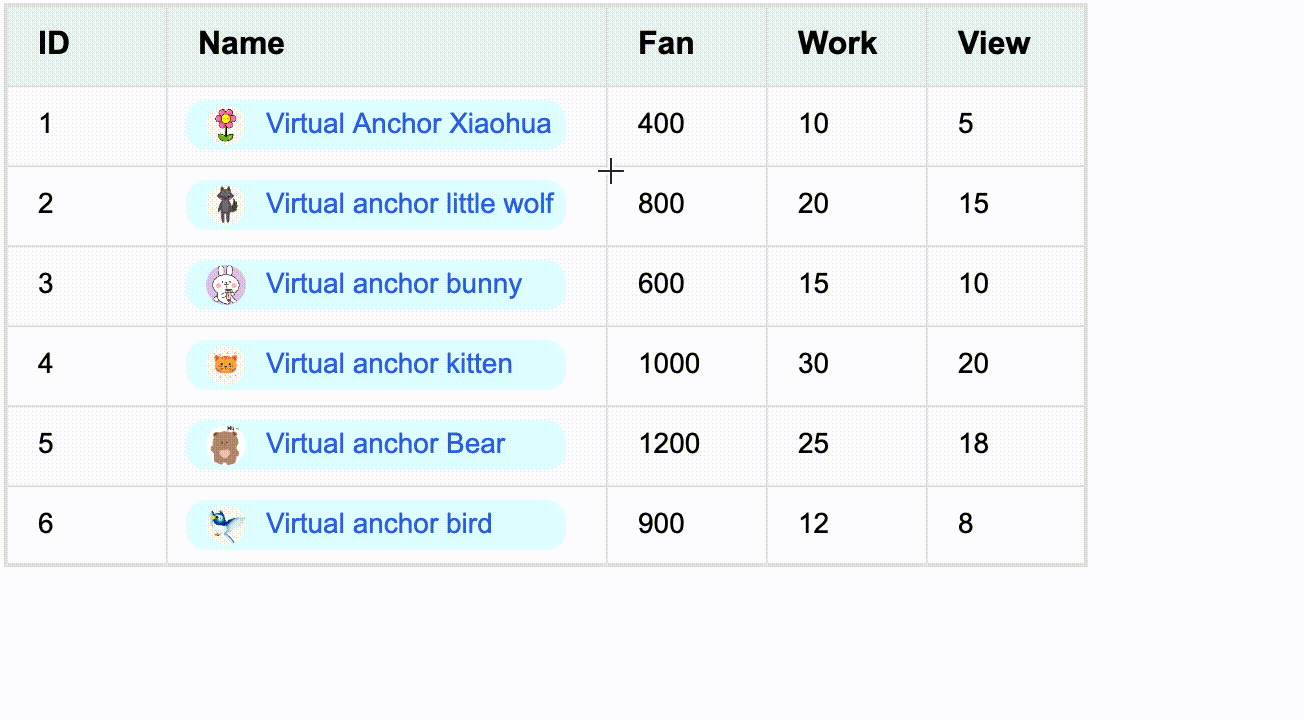 ID Name Fan Work View
1 Virtual Anchor Xiaohua 400 10 5
2 Virtual anchor little wolf 800 20 15
3 Virtual anchor bunny 600 15 10
4 Virtual anchor kitten 1000 30 20
5 Virtual anchor Bear 1200 25 18
6 Virtual anchor bird 900 12 8